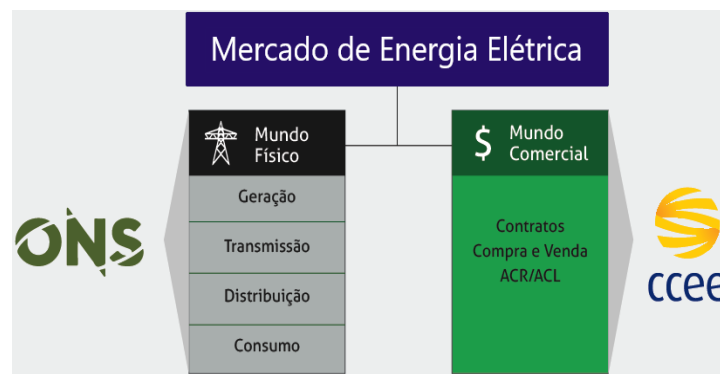 Mercado de Energia Elétrica
Mundo
Físico
$ Mundo
Comercial
Geração
Transmissão
Distribuição
Consumo
Contratos
Compra e Venda
ACR/ACL
ONS
ccee